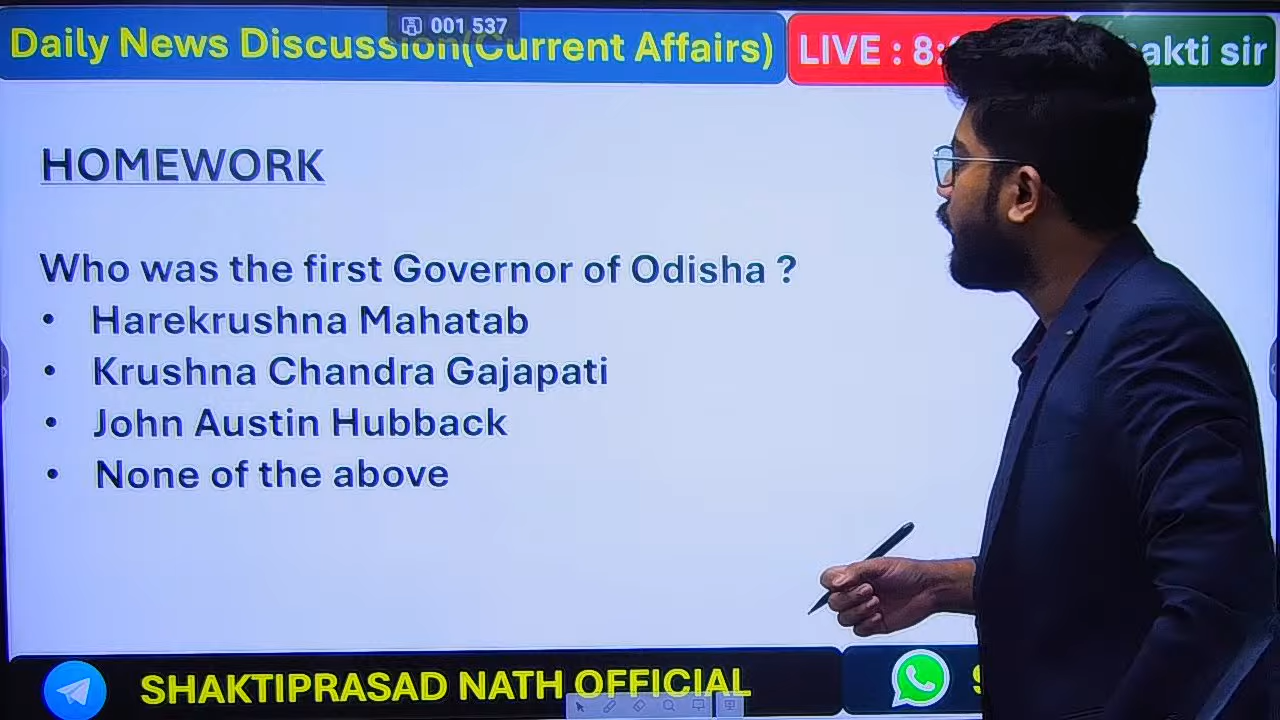 001 537
Daily News Discussion(Current Affairs)
LIVE : 8:
akti sir
HOMEWORK
Who was the first Governor of Odisha ?
• Harekrushna Mahatab
• Krushna Chandra Gajapati
• John Austin Hubback
• None of the above
SHAKTIPRASAD NATH OFFICIAL